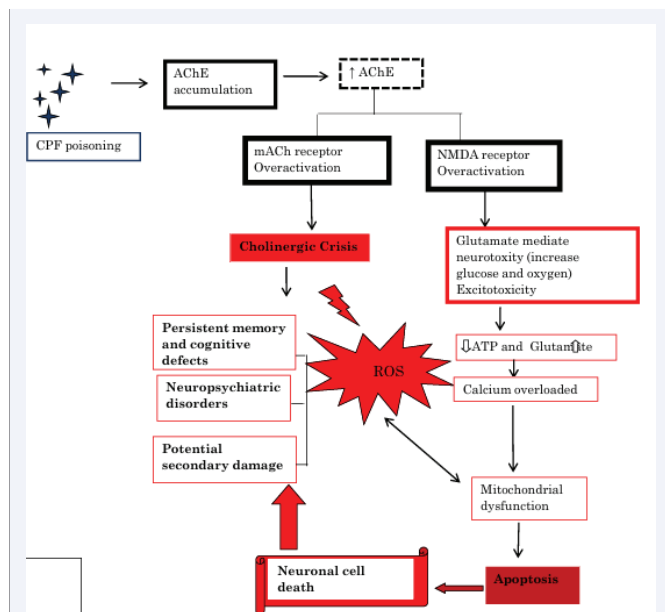 AChE
accumulation
↑ AChE
CPF poisoning
mACh receptor
Overactivation
NMDA receptor
Overactivation
Cholinergic Crisis
Glutamate mediate
neurotoxity (increase
glucose and oxygen)
Excitotoxicity
Persistent memory
and cognitive
defects
ROS
⇩ATP and Glutamate⇧
Calcium overloaded
Neuropsychiatric
disorders
Potential
secondary damage
Mitochondrial
dysfunction
Neuronal cell
death
Apoptosis